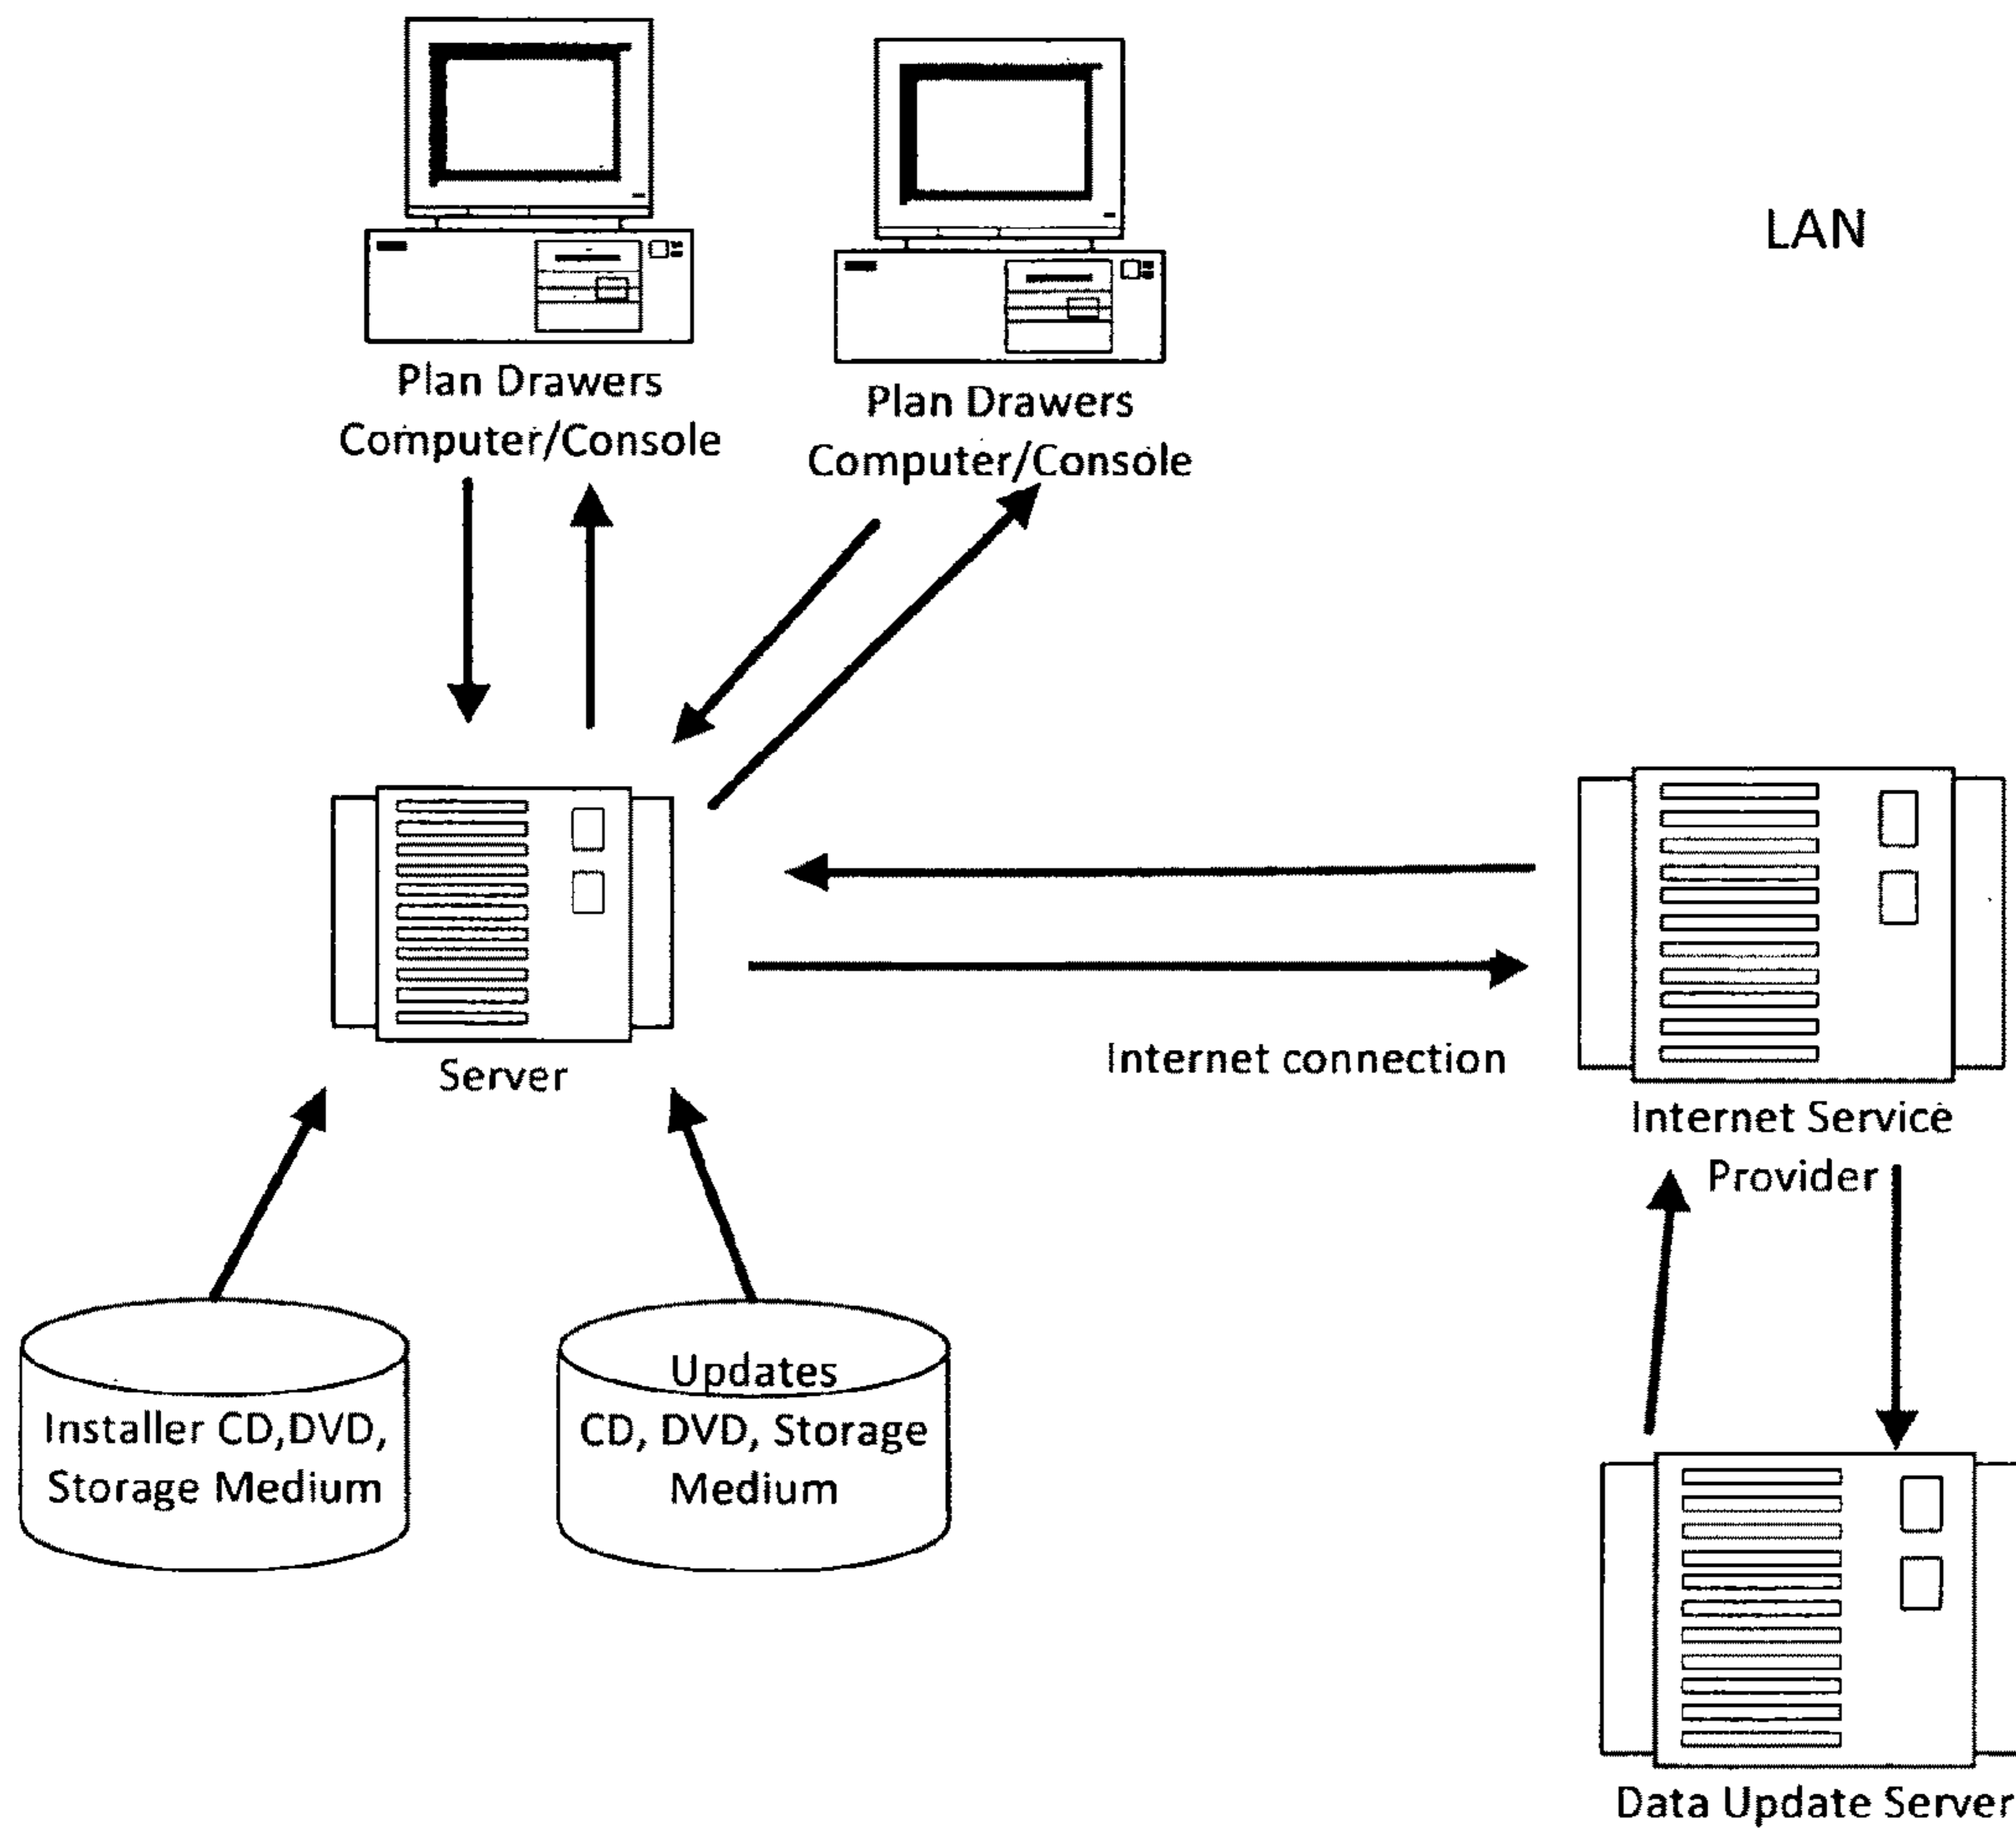 LAN
Plan Drawers
Computer/Console
Plan Drawers
Computer/Console
Server
Internet connection
Internet Service
Provider
Installer CD,DVD,
Storage Medium
Updates
CD, DVD, Storage
Medium
Data Update Server